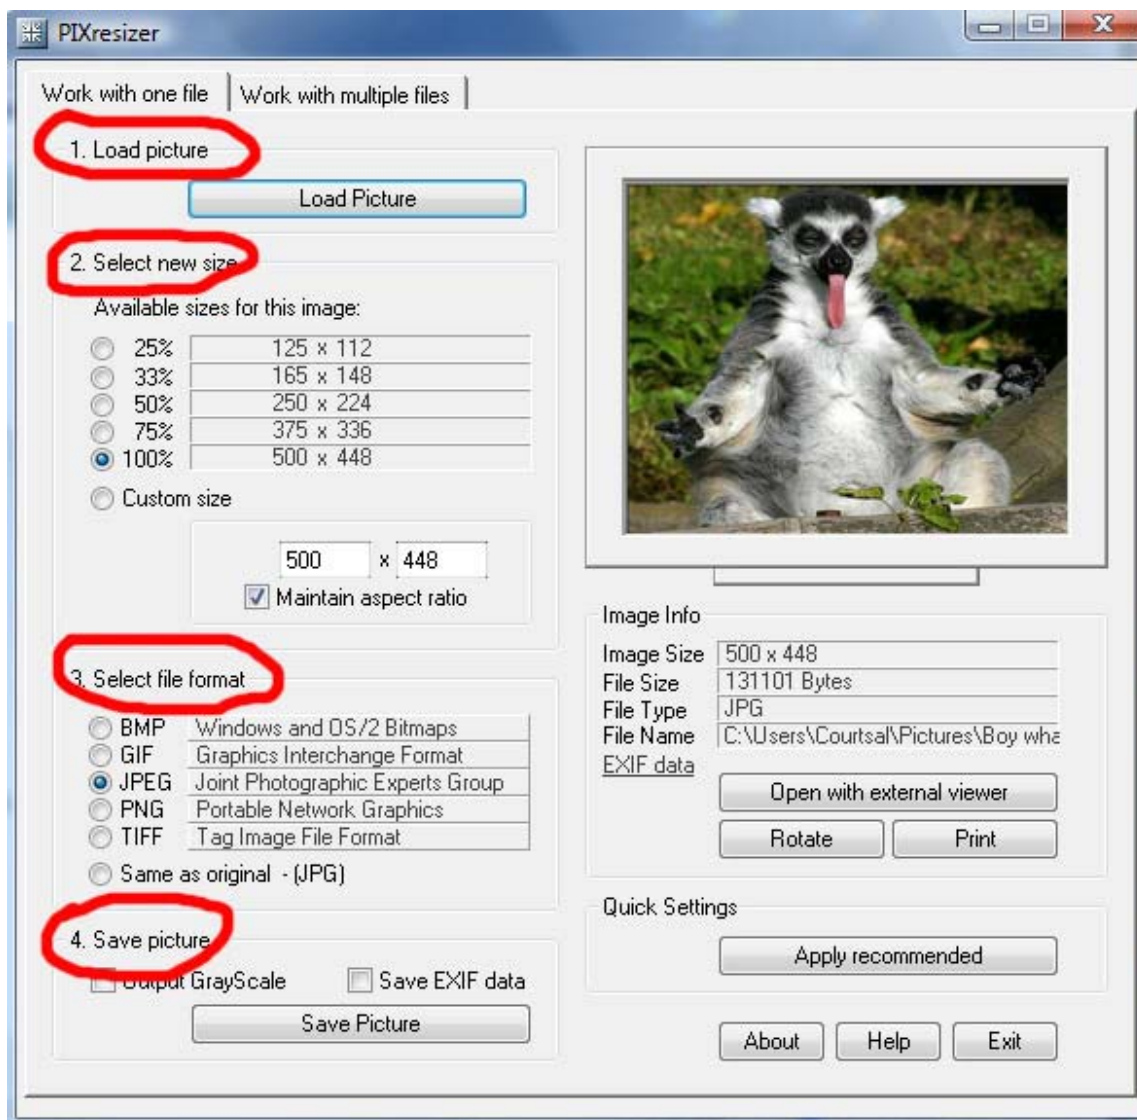 PIXresizer
Work with one file
Work with multiple files
1. Load picture
Load Picture
2. Select new size
Available sizes for this image:
25% 125 x 112
33% 165 x 148
50% 250 x 224
75% 375 x 336
100% 500 x 448
Custom size
500 x 448
Maintain aspect ratio
3. Select file format
BMP Windows and OS/2 Bitmaps
GIF Graphics Interchange Format
JPEG Joint Photographic Experts Group
PNG Portable Network Graphics
TIFF Tag Image File Format
Same as original - (JPG)
4. Save picture
Output GrayScale
Save EXIF data
Save Picture
Image Info
Image Size 500 x 448
File Size 131101 Bytes
File Type JPG
File Name C:\Users\Courtsal\Pictures\Boy wha
EXIF data
Open with external viewer
Rotate
Print
Quick Settings
Apply recommended
About
Help
Exit